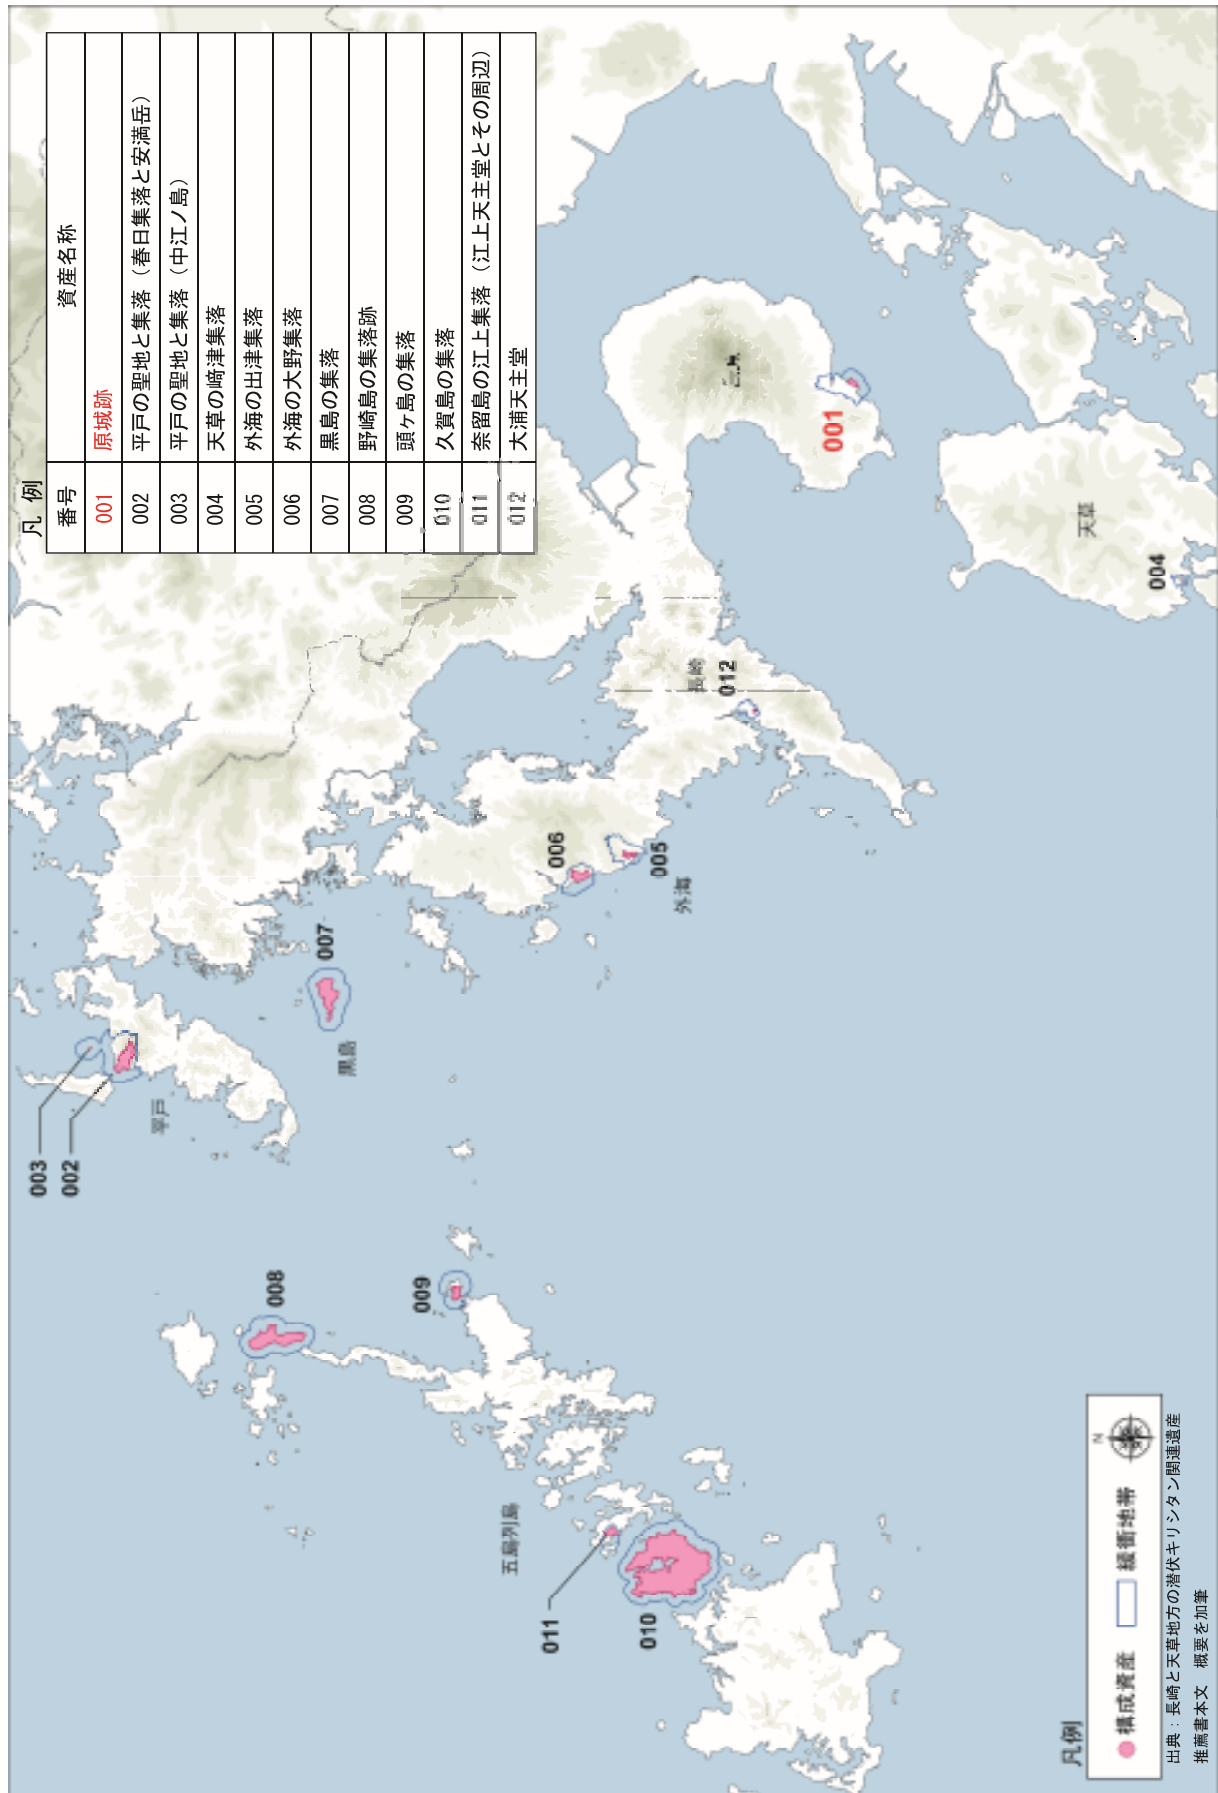 凡 例
番号 資産名称
001 原城跡
002 平戸の聖地と集落（春日集落と安満岳）
003 平戸の聖地と集落（中江ノ島）
004 天草の﨑津集落
005 外海の出津集落
006 外海の大野集落
007 黒島の集落
008 野崎島の集落跡
009 頭ヶ島の集落
010 久賀島の集落
011 奈留島の江上集落（江上天主堂とその周辺）
012 大浦天主堂
003
002
平戸
007
黒島
008
009
006
005
外海
長崎
012
001
天草
004
五島列島
011
010
凡例
構成資産
緩衝地帯
N
出典：長崎と天草地方の潜伏キリシタン関連遺産
推薦書本文 概要を加筆